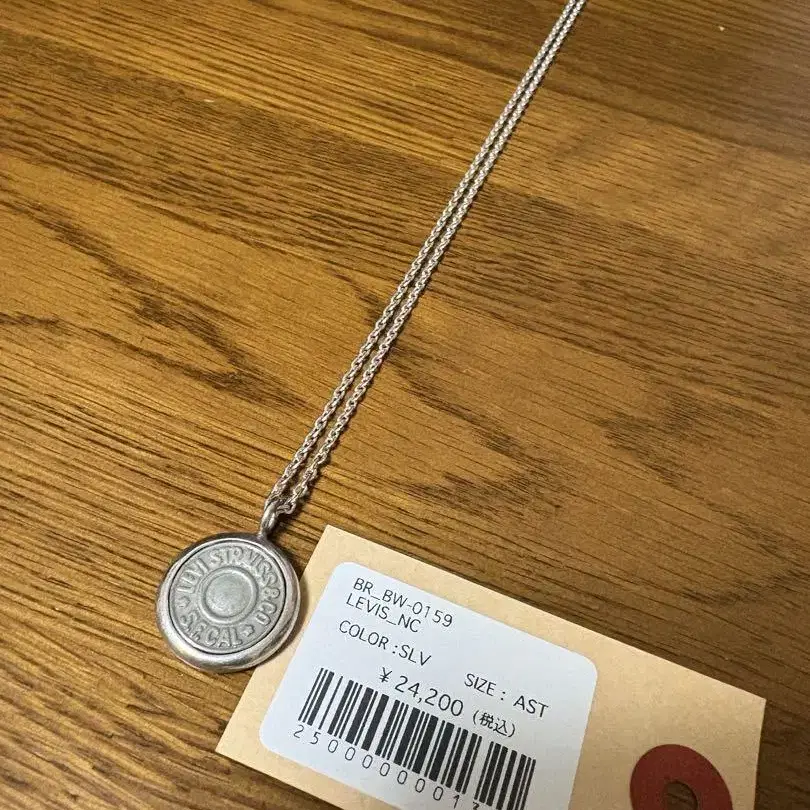 LEVI STRAUSS & CO
S.F.CAL
BR_BW-0159
LEVIS_NC
COLOR:SLV SIZE: AST
¥24,200 (税込)